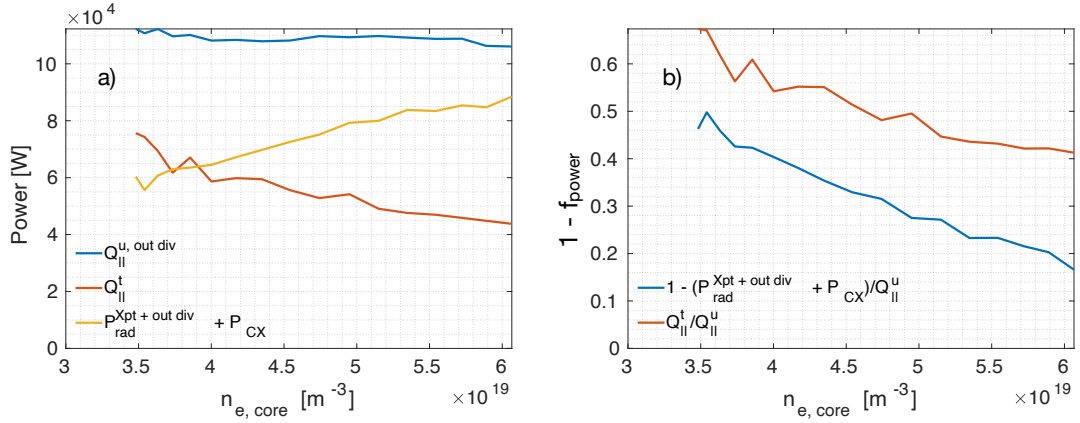 ×10⁴
a)
10
8
6
4
2
0
Power [W]
Q_||^{u, out div}
Q_||^t
P_rad^{Xpt + out div} + P_CX
3 3.5 4 4.5 5 5.5 6
×10¹⁹
n_{e, core} [m⁻³]
b)
0.6
0.5
0.4
0.3
0.2
0.1
0
1 - f_power
1 - (P_rad^{Xpt + out div} + P_CX)/Q_||^u
Q_||^t/Q_||^u
3 3.5 4 4.5 5 5.5 6
×10¹⁹
n_{e, core} [m⁻³]